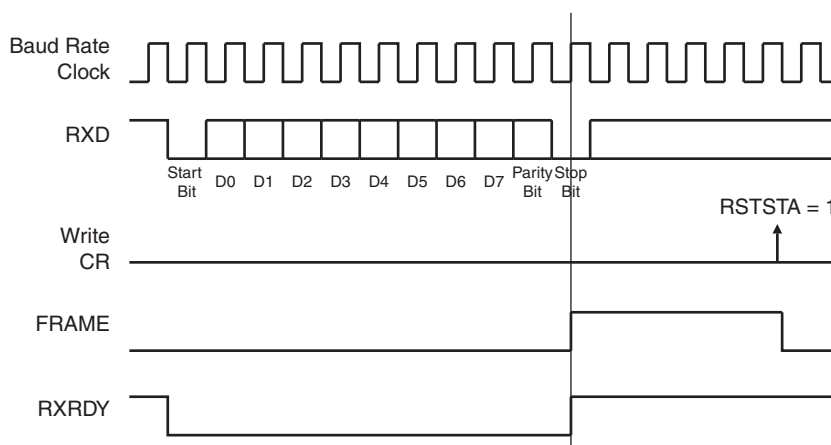 Baud Rate
Clock
RXD
Start
Bit
D0
D1
D2
D3
D4
D5
D6
D7
Parity
Bit
Stop
Bit
RSTSTA = 1
Write
CR
FRAME
RXRDY